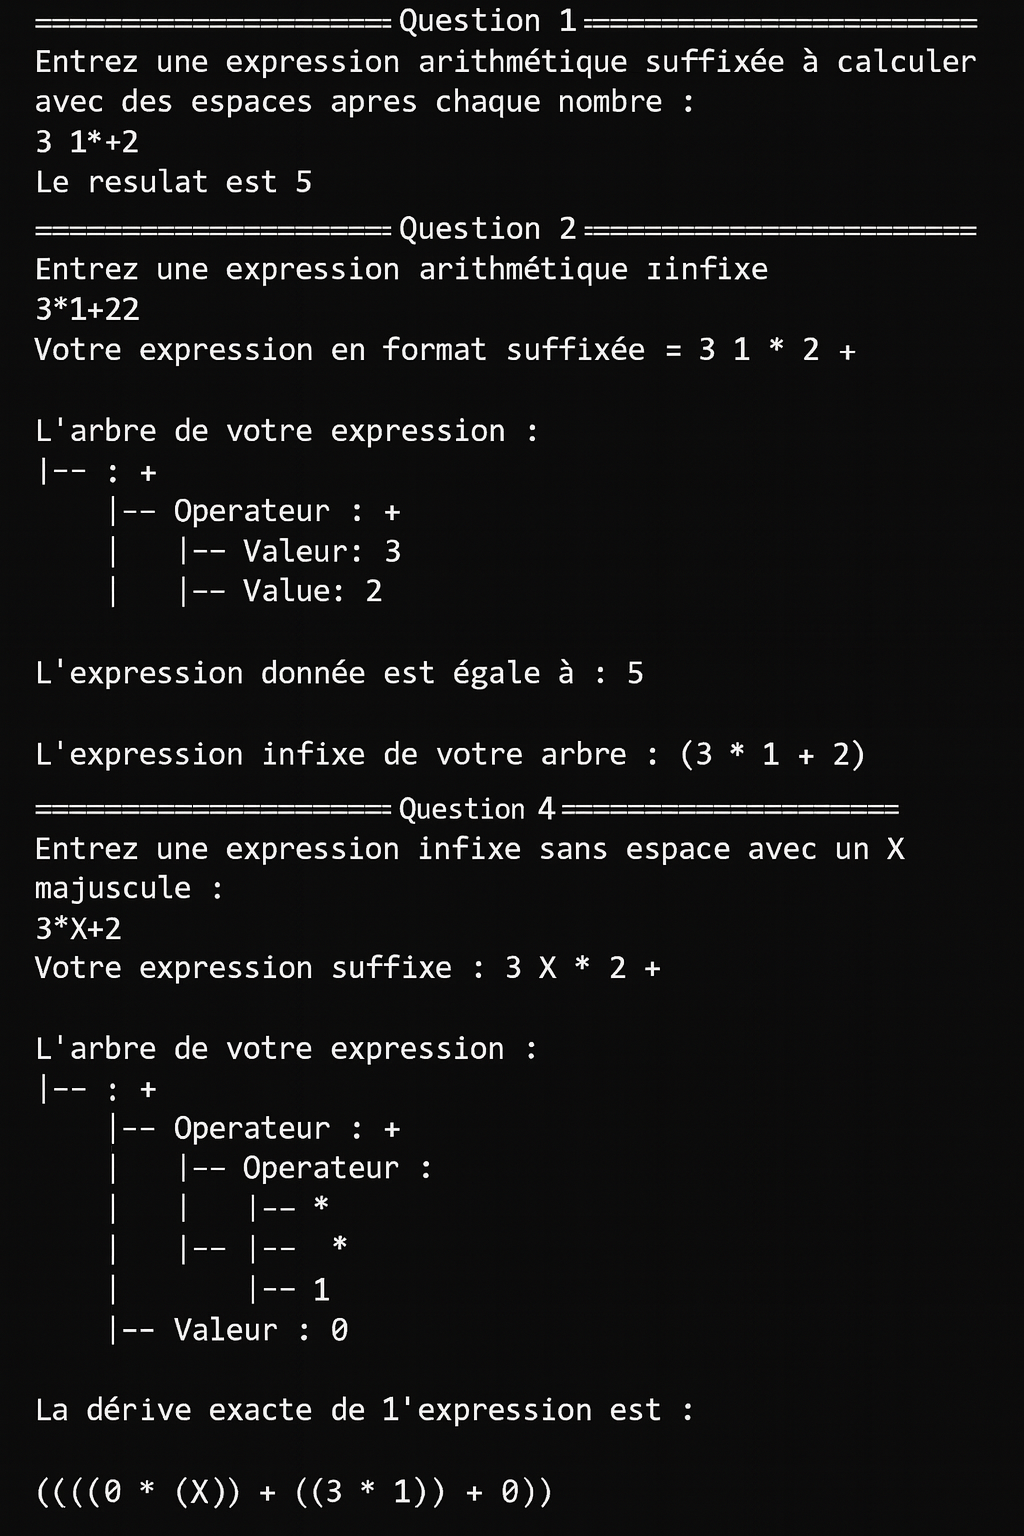 ===================== Question 1 =======================
Entrez une expression arithmétique suffixée à calculer
avec des espaces apres chaque nombre :
3 1*+2
Le resulat est 5
===================== Question 2 =======================
Entrez une expression arithmétique ıinfixe
3*1+22
Votre expression en format suffixée = 3 1 * 2 +
L'arbre de votre expression :
|-- : +
    |-- Operateur : +
    |   |-- Valeur: 3
    |   |-- Value: 2
L'expression donnée est égale à : 5
L'expression infixe de votre arbre : (3 * 1 + 2)
===================== Question 4 ====================
Entrez une expression infixe sans espace avec un X
majuscule :
3*X+2
Votre expression suffixe : 3 X * 2 +
L'arbre de votre expression :
|-- : +
    |-- Operateur : +
    |   |-- Operateur :
    |   |   |-- *
    |   |-- |--  *
    |       |-- 1
    |-- Valeur : 0
La dérive exacte de 1'expression est :
((((0 * (X)) + ((3 * 1)) + 0))